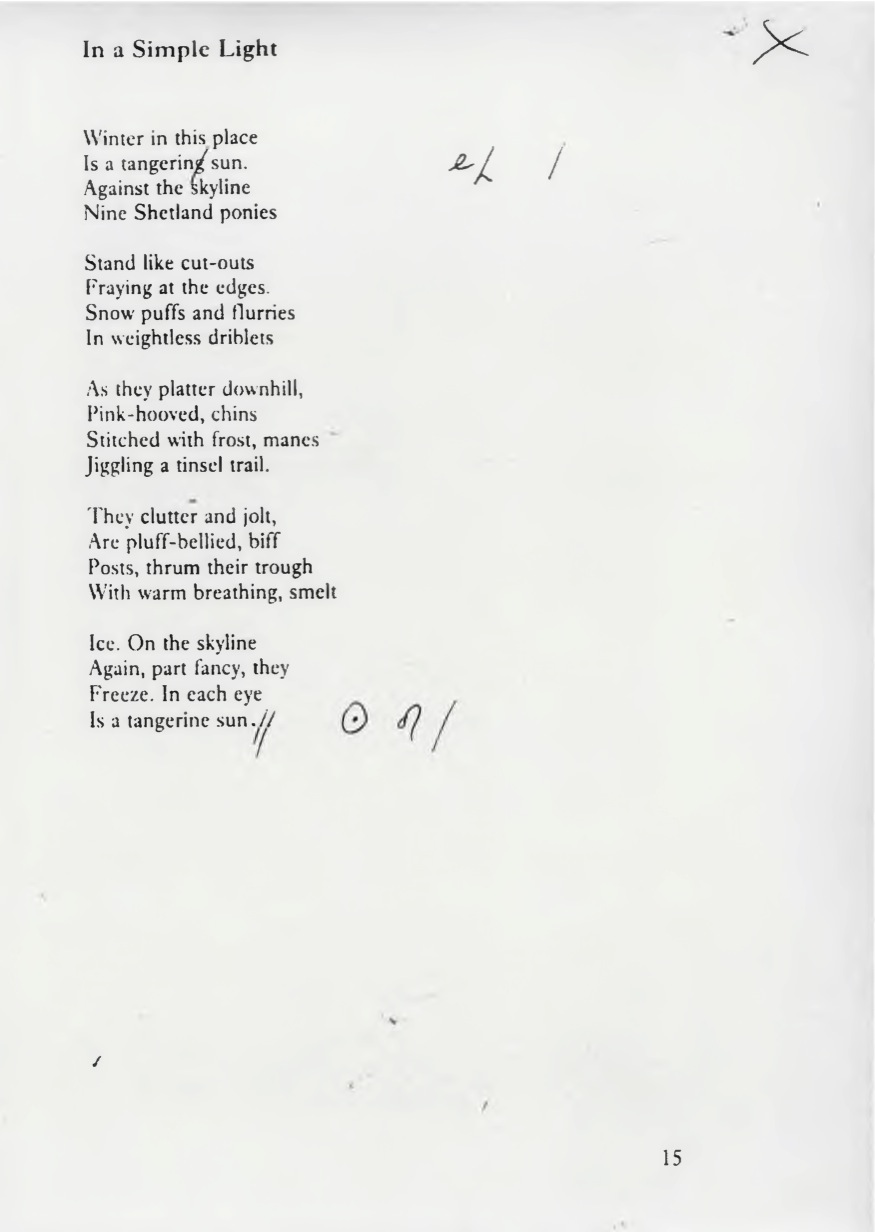 In a Simple Light
Winter in this place
Is a tangering sun.
Against the skyline
Nine Shetland ponies
Stand like cut-outs
Fraying at the edges.
Snow puffs and flurries
In weightless driblets
As they platter downhill,
Pink-hooved, chins
Stitched with frost, manes
Jiggling a tinsel trail.
They clutter and jolt,
Are pluff-bellied, biff
Posts, thrum their trough
With warm breathing, smelt
Ice. On the skyline
Again, part fancy, they
Freeze. In each eye
Is a tangerine sun.
15